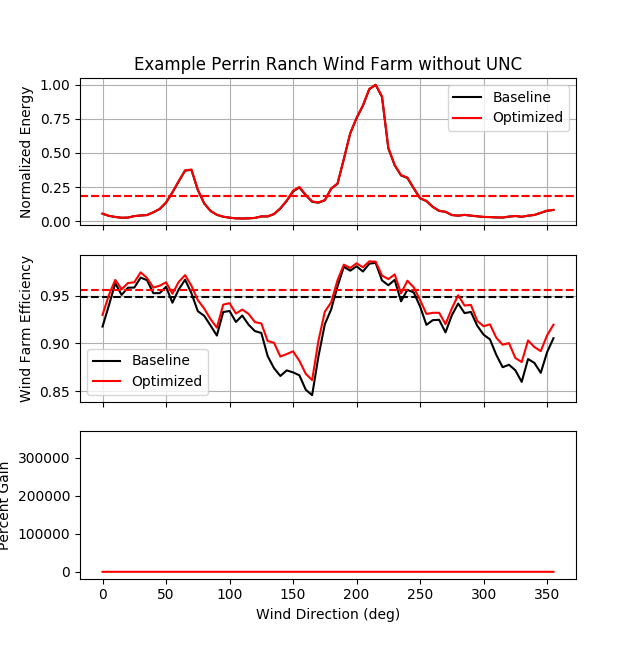 Example Perrin Ranch Wind Farm without UNC
Normalized Energy
1.00
0.75
0.50
0.25
0.00
Baseline
Optimized
Wind Farm Efficiency
0.95
0.90
0.85
Baseline
Optimized
Percent Gain
300000
200000
100000
0
0 50 100 150 200 250 300 350
Wind Direction (deg)